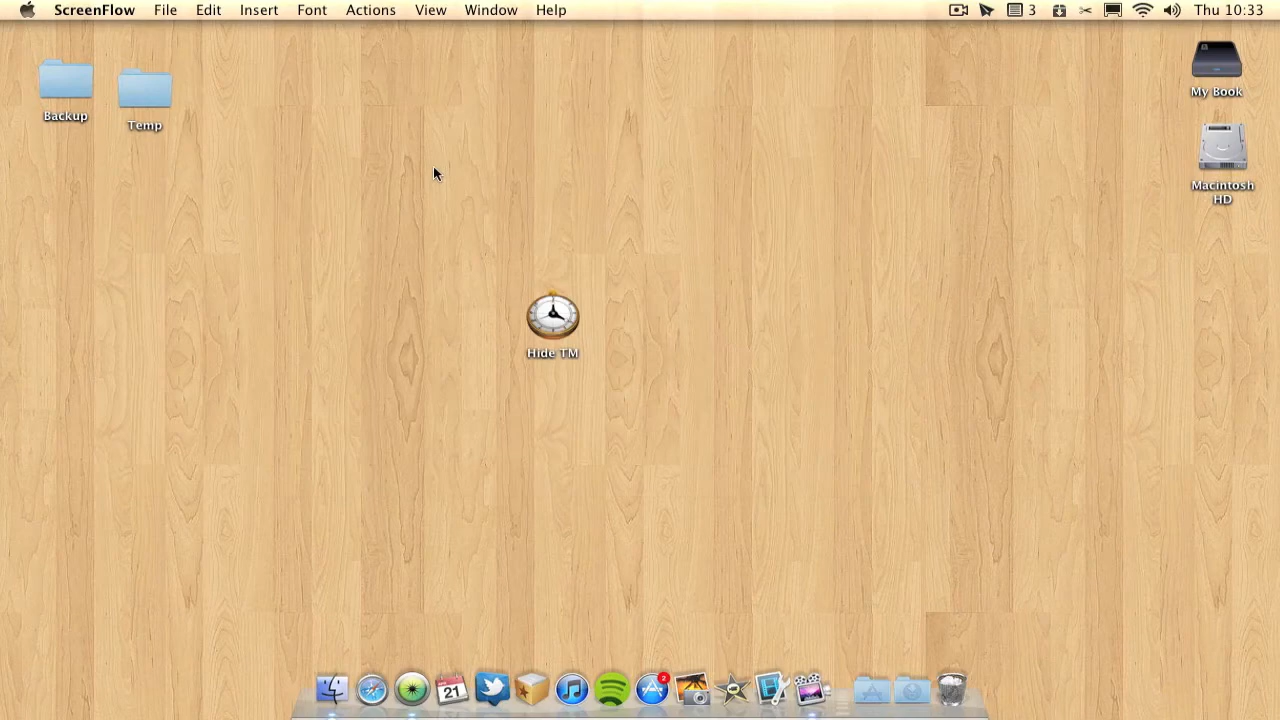 ScreenFlow File Edit Insert Font Actions View Window Help 3 Thu 10:33
Backup
Temp
My Book
Macintosh
HD
Hide TM
21
2